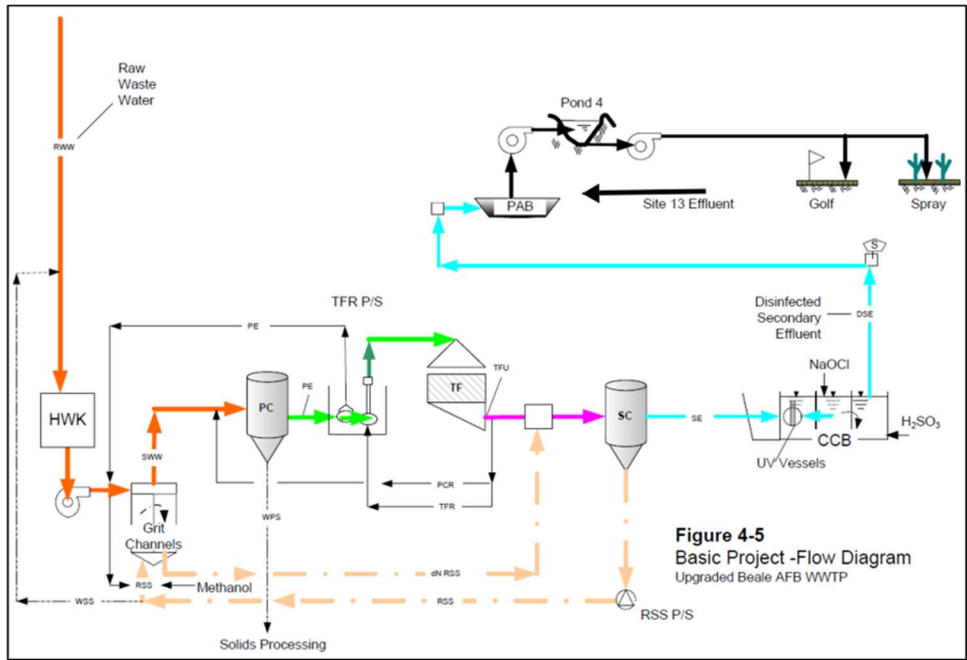 Raw
Waste
Water
RWW
Pond 4
PAB
Site 13 Effluent
Golf
Spray
S
TFR P/S
Disinfected
Secondary
Effluent
DSE
PE
NaOCl
HWK
PC
PE
TF
TFU
SC
SE
CCB
H₂SO₃
UV Vessels
SWW
Grit
Channels
WPS
PCR
TFR
Figure 4-5
Basic Project -Flow Diagram
Upgraded Beale AFB WWTP
dN RSS
RSS
Methanol
WSS
RSS
RSS P/S
Solids Processing